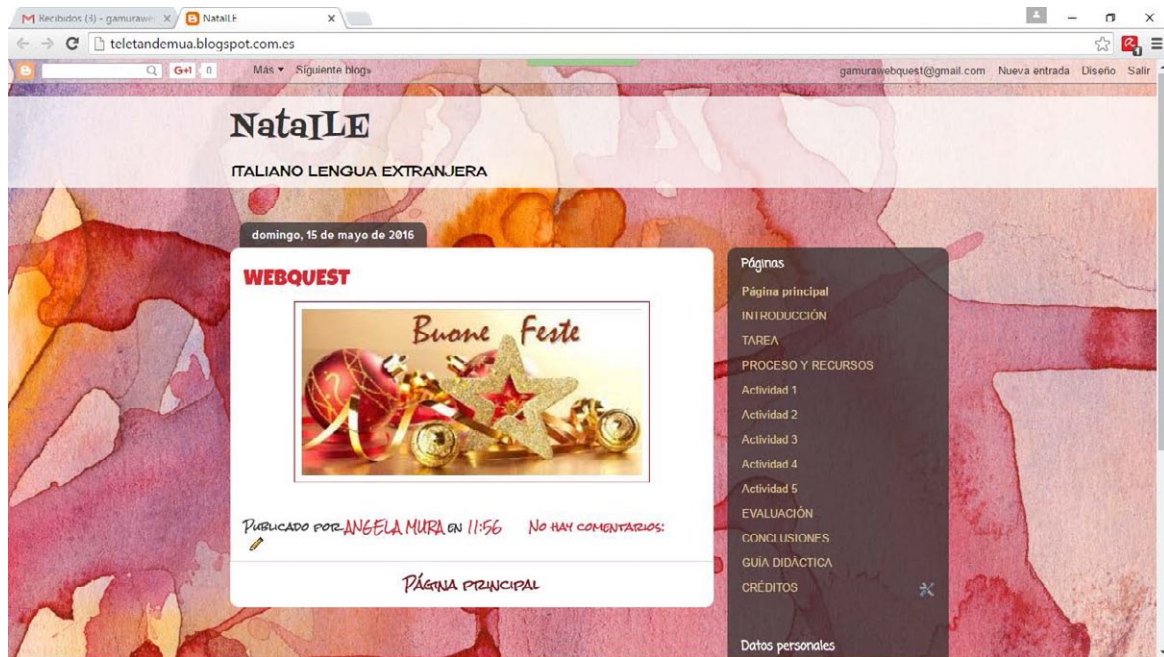 Recibidos (3) - gamurawe
NataILE
teletandemua.blogspot.com.es
G+1 0 Más Siguiente blog»
gamurawebquest@gmail.com Nueva entrada Diseño Salir
NataILE
ITALIANO LENGUA EXTRANJERA
domingo, 15 de mayo de 2016
WEBQUEST
Buone Feste
PUBLICADO POR ANGELA MURA EN 11:56 NO HAY COMENTARIOS:
PÁGINA PRINCIPAL
Páginas
Página principal
INTRODUCCIÓN
TAREA
PROCESO Y RECURSOS
Actividad 1
Actividad 2
Actividad 3
Actividad 4
Actividad 5
EVALUACIÓN
CONCLUSIONES
GUÍA DIDÁCTICA
CRÉDITOS
Datos personales